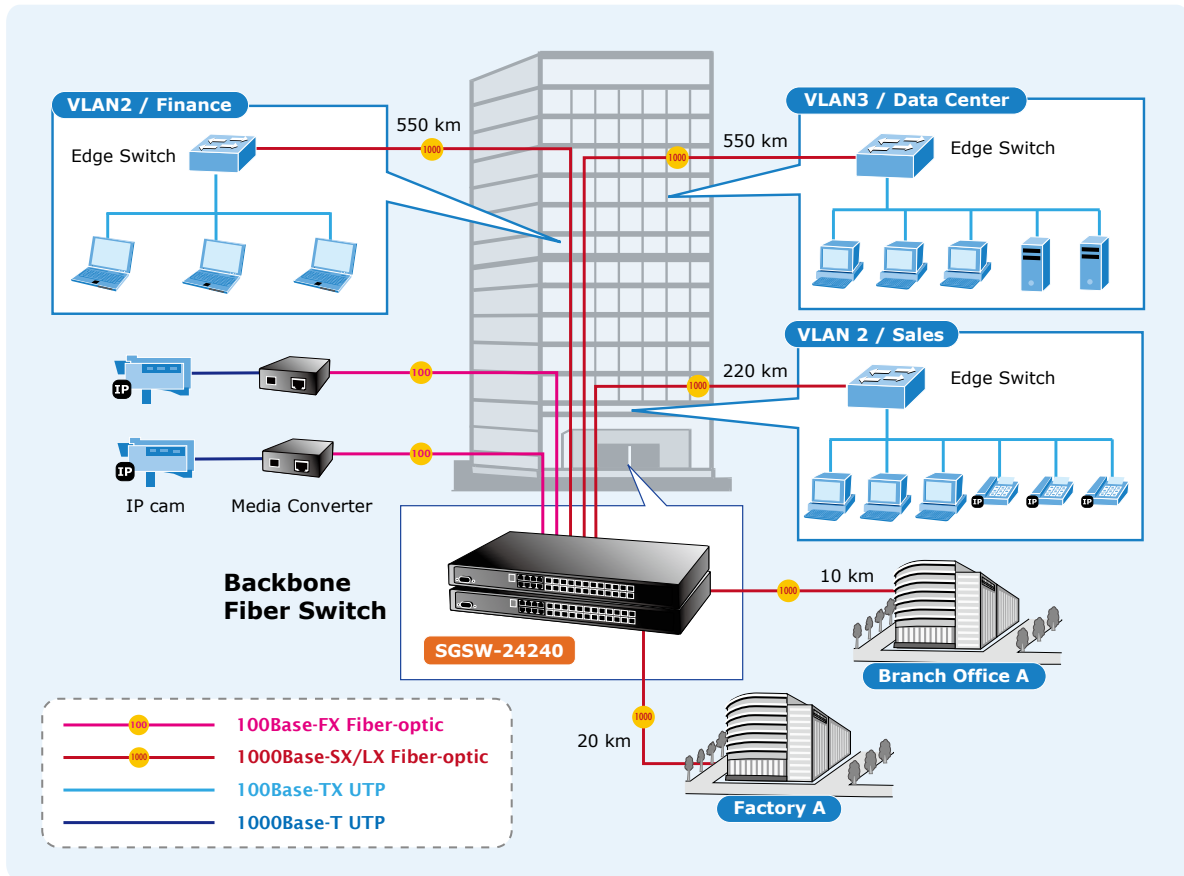 VLAN2 / Finance
550 km
Edge Switch
1000
VLAN3 / Data Center
550 km
Edge Switch
1000
VLAN 2 / Sales
220 km
Edge Switch
1000
IP
100
IP
100
IP cam
Media Converter
IP
IP
IP
Backbone
Fiber Switch
SGSW-24240
10 km
1000
Branch Office A
20 km
1000
Factory A
100
100Base-FX Fiber-optic
1000
1000Base-SX/LX Fiber-optic
100Base-TX UTP
1000Base-T UTP